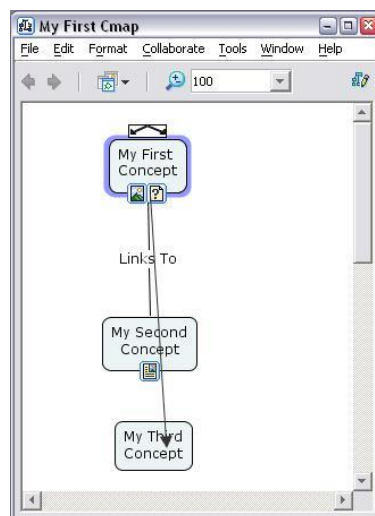 My First Cmap
File Edit Format Collaborate Tools Window Help
100
My First
Concept
Links To
My Second
Concept
My Third
Concept